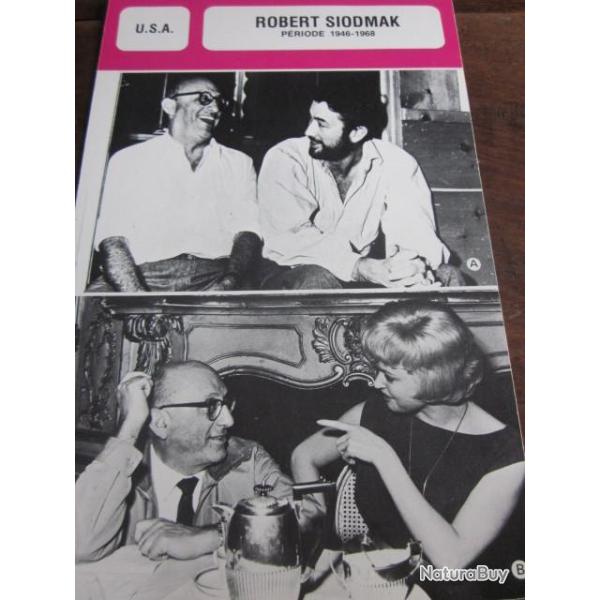 U.S.A.
ROBERT SIODMAK
PÉRIODE 1946-1968
A
B
NaturaBuy